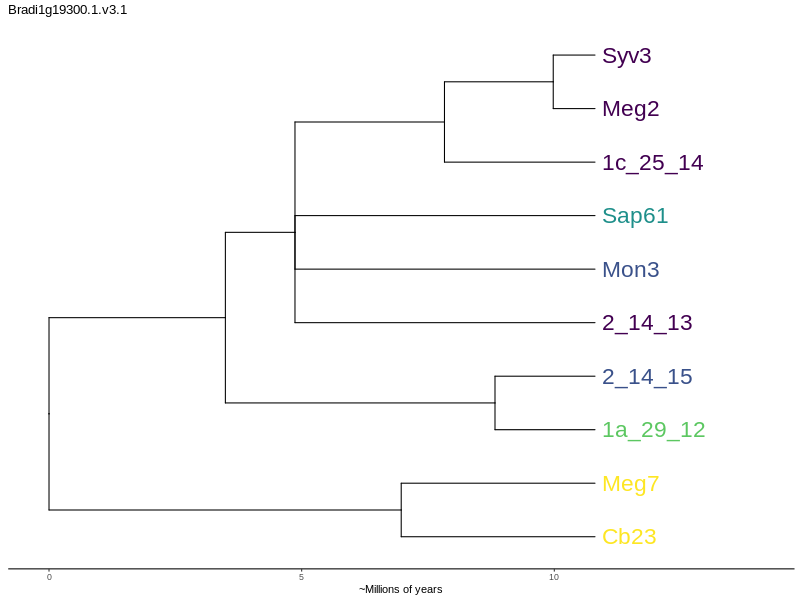 Bradi1g19300.1.v3.1
Syv3
Meg2
1c_25_14
Sap61
Mon3
2_14_13
2_14_15
1a_29_12
Meg7
Cb23
0 5 10
~Millions of years